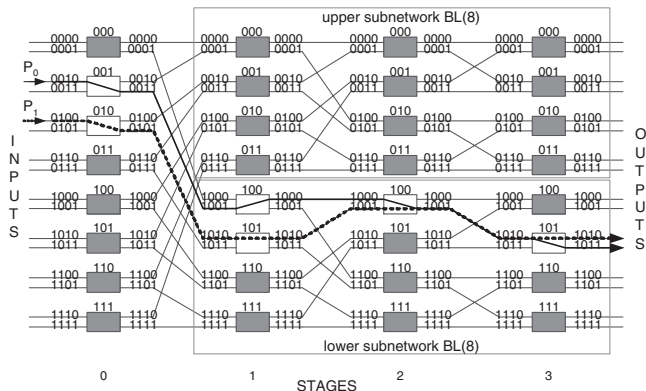 upper subnetwork BL(8)
000 000 000 000
0000 0000 0000 0000 0000 0000 0000 0000
0001 0001 0001 0001 0001 0001 0001 0001
P0
001 001 001 001
0010 0010 0010 0010 0010 0010 0010 0010
0011 0011 0011 0011 0011 0011 0011 0011
P1
010 010 010 010
0100 0100 0100 0100 0100 0100 0100 0100
0101 0101 0101 0101 0101 0101 0101 0101
INPUTS
OUTPUTS
011 011 011 011
0110 0110 0110 0110 0110 0110 0110 0110
0111 0111 0111 0111 0111 0111 0111 0111
100 100 100 100
1000 1000 1000 1000 1000 1000 1000 1000
1001 1001 1001 1001 1001 1001 1001 1001
101 101 101 101
1010 1010 1010 1010 1010 1010 1010 1010
1011 1011 1011 1011 1011 1011 1011 1011
110 110 110 110
1100 1100 1100 1100 1100 1100 1100 1100
1101 1101 1101 1101 1101 1101 1101 1101
111 111 111 111
1110 1110 1110 1110 1110 1110 1110 1110
1111 1111 1111 1111 1111 1111 1111 1111
lower subnetwork BL(8)
0 1 2 3
STAGES